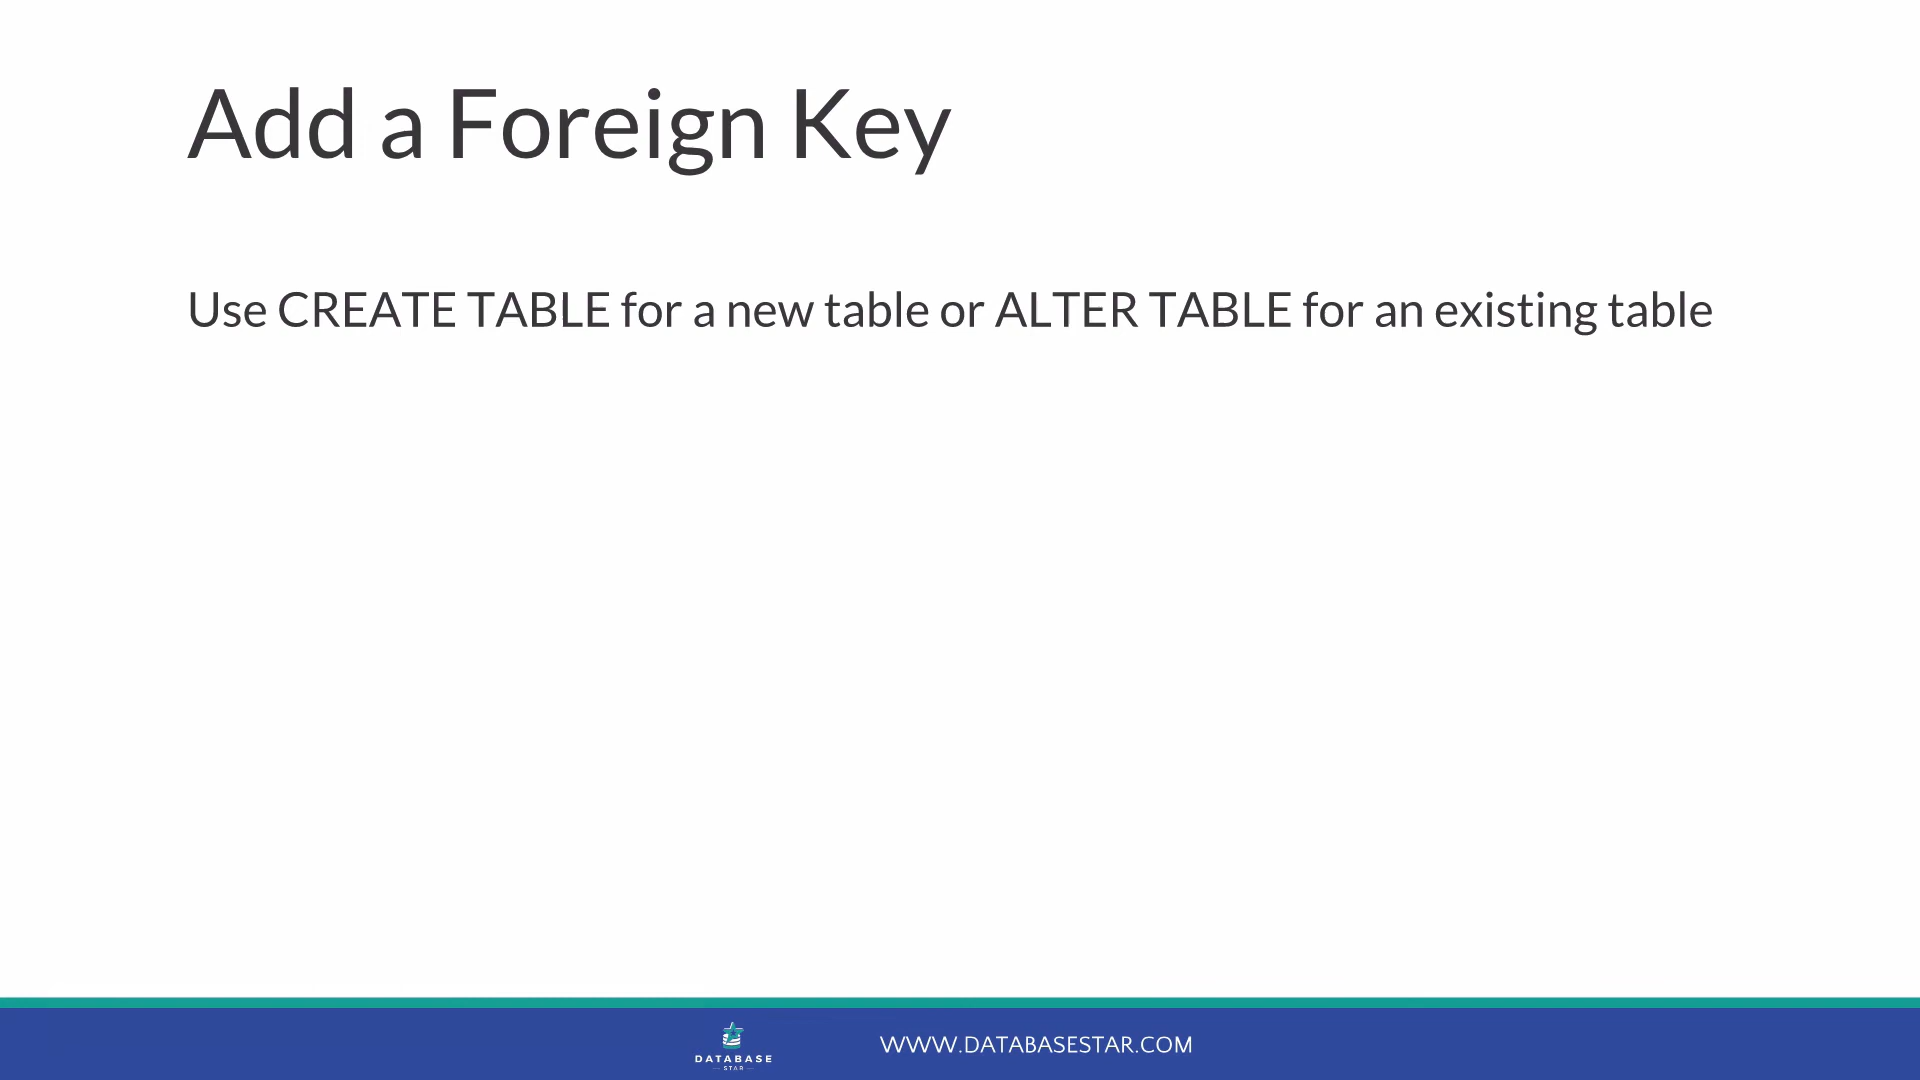 Add a Foreign Key
Use CREATE TABLE for a new table or ALTER TABLE for an existing table
DATABASE
STAR
WWW.DATABASESTAR.COM